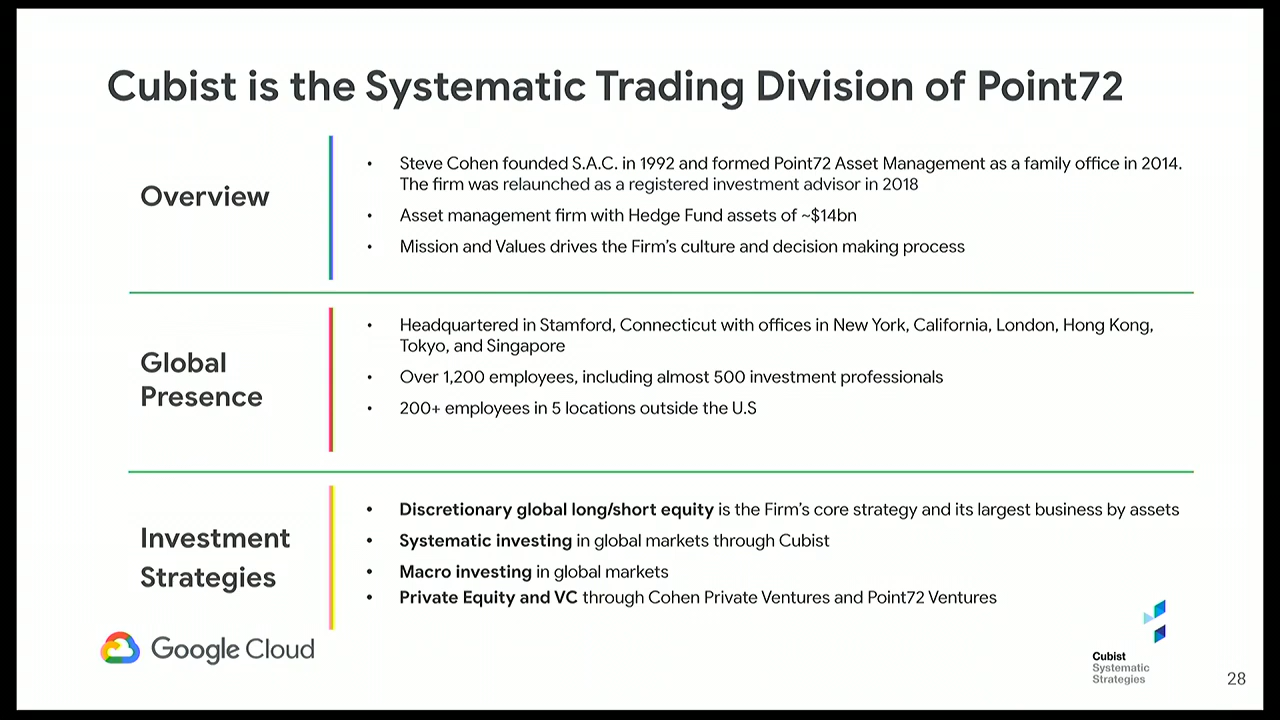 Cubist is the Systematic Trading Division of Point72
Overview
• Steve Cohen founded S.A.C. in 1992 and formed Point72 Asset Management as a family office in 2014.
The firm was relaunched as a registered investment advisor in 2018
• Asset management firm with Hedge Fund assets of ~$14bn
• Mission and Values drives the Firm's culture and decision making process
Global
Presence
• Headquartered in Stamford, Connecticut with offices in New York, California, London, Hong Kong,
Tokyo, and Singapore
• Over 1,200 employees, including almost 500 investment professionals
• 200+ employees in 5 locations outside the U.S
Investment
Strategies
• Discretionary global long/short equity is the Firm's core strategy and its largest business by assets
• Systematic investing in global markets through Cubist
• Macro investing in global markets
• Private Equity and VC through Cohen Private Ventures and Point72 Ventures
Google Cloud
Cubist
Systematic
Strategies
28